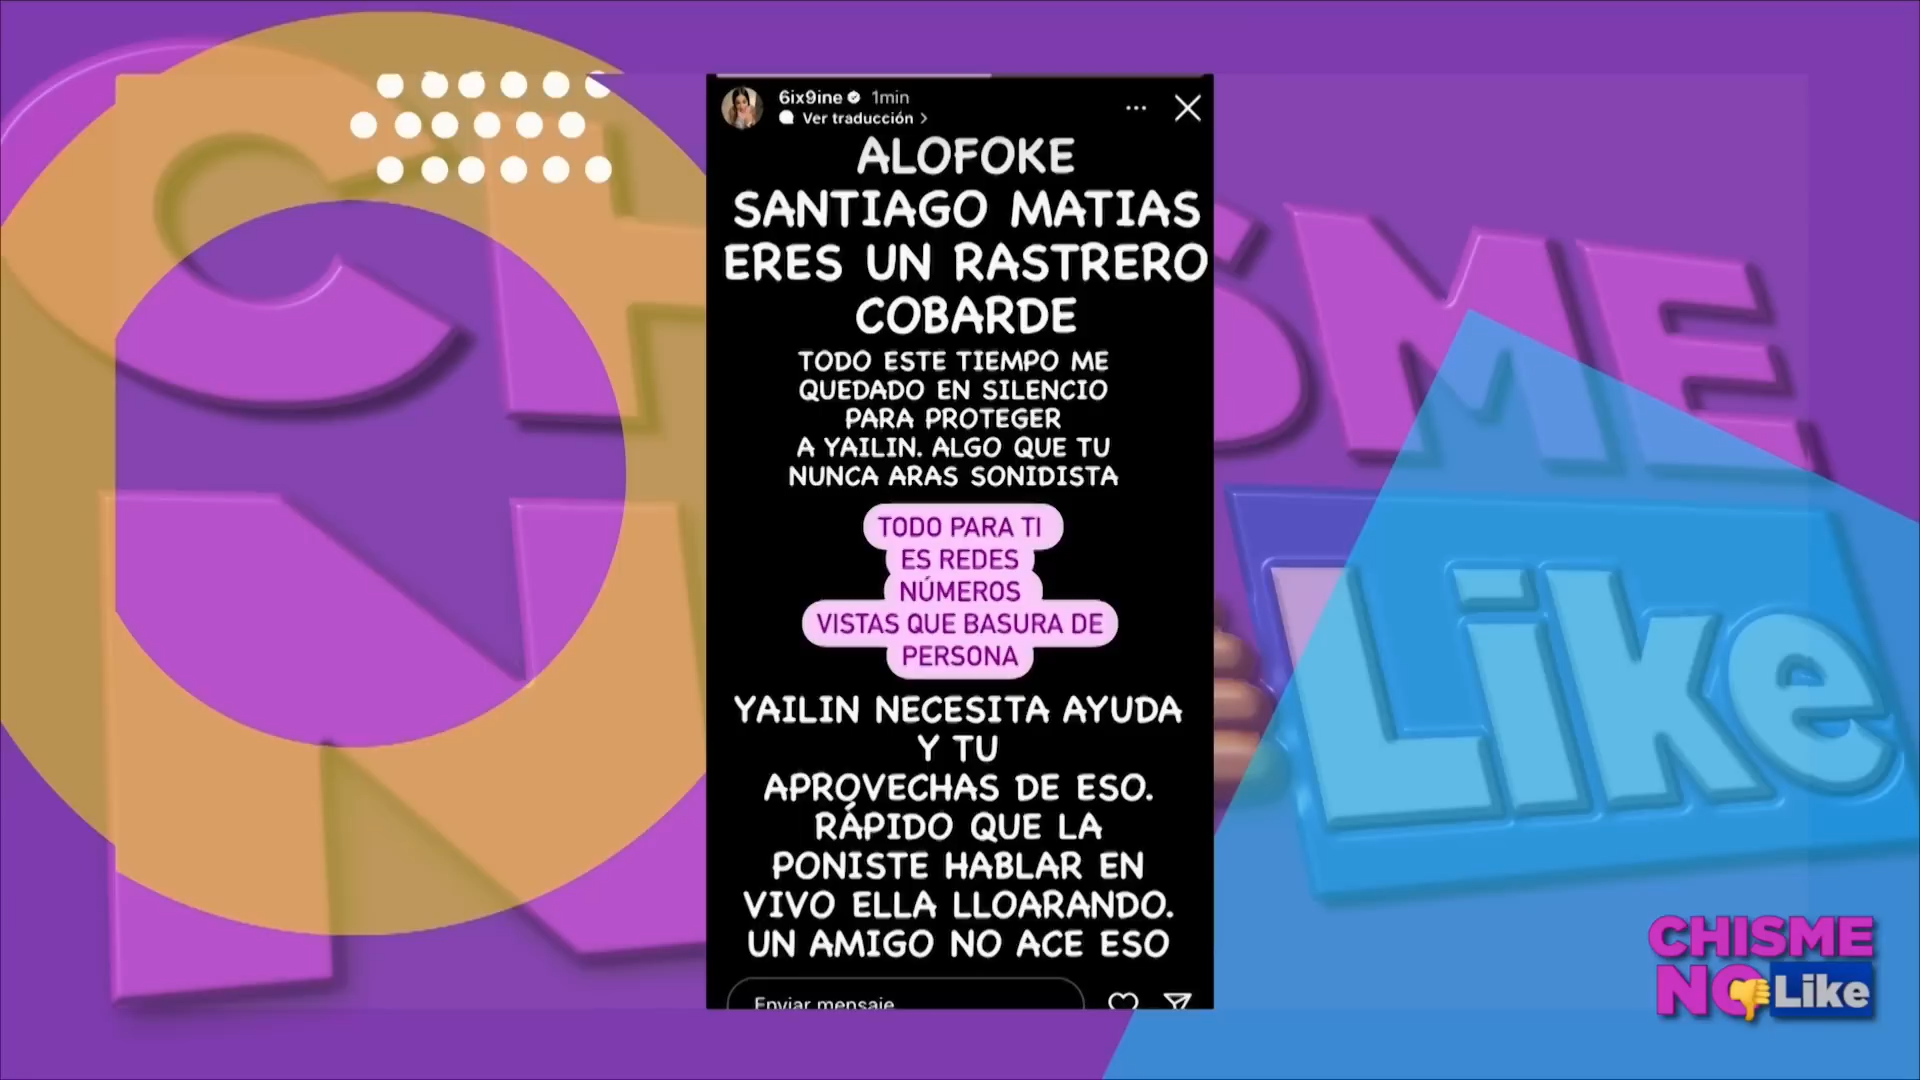 6ix9ine 1min
Ver traducción >
ALOFOKE
SANTIAGO MATIAS
ERES UN RASTRERO
COBARDE
TODO ESTE TIEMPO ME
QUEDADO EN SILENCIO
PARA PROTEGER
A YAILIN. ALGO QUE TU
NUNCA ARAS SONIDISTA
TODO PARA TI
ES REDES
NÚMEROS
VISTAS QUE BASURA DE
PERSONA
YAILIN NECESITA AYUDA
Y TU
APROVECHAS DE ESO.
RÁPIDO QUE LA
PONISTE HABLAR EN
VIVO ELLA LLOARANDO.
UN AMIGO NO ACE ESO
Enviar mensaje
SME
Like
CHISME
NO Like